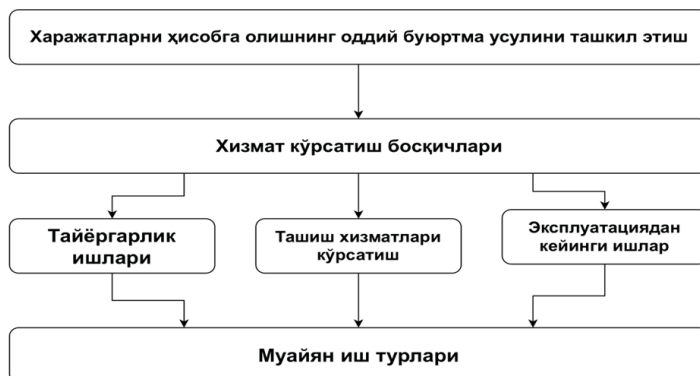 Харажатларни ҳисобга олишнинг оддий буюртма усулини ташкил этиш
Хизмат кўрсатиш босқичлари
Тайёргарлик
ишлари
Ташиш хизматлари
кўрсатиш
Эксплуатациядан
кейинги ишлар
Муайян иш турлари